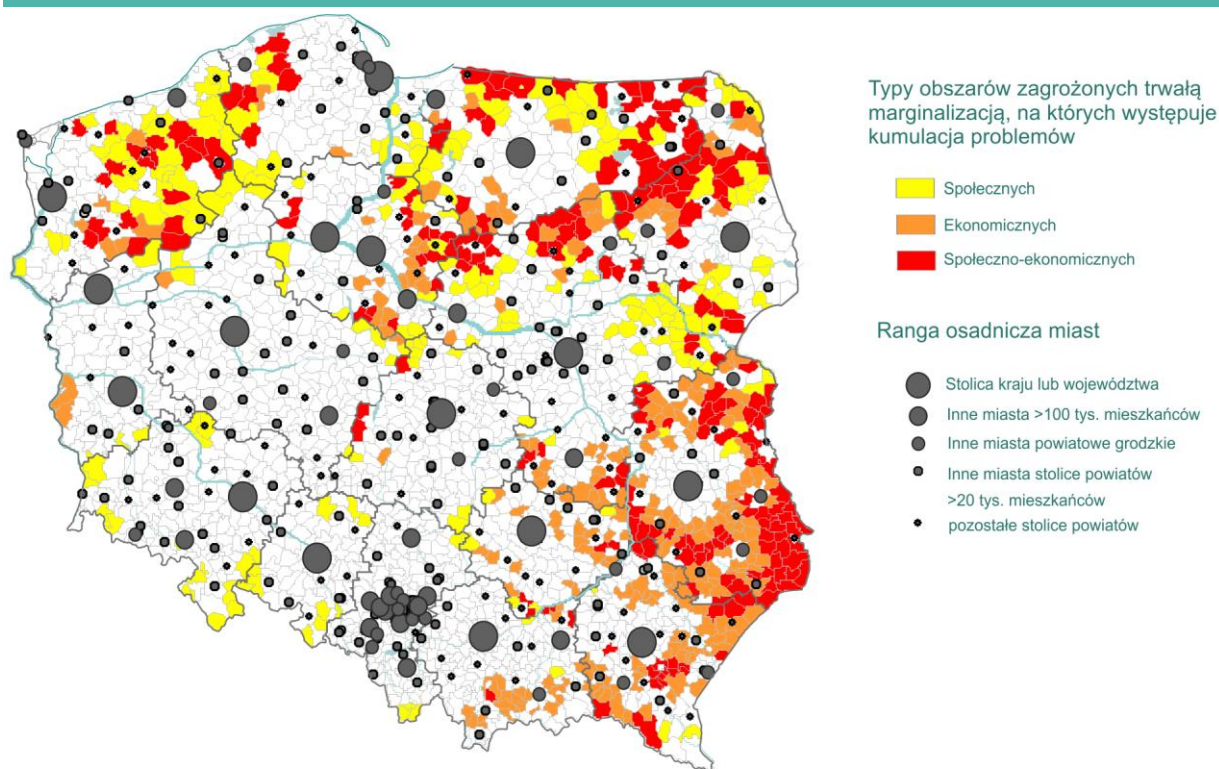 Typy obszarów zagrożonych trwałą
marginalizacją, na których występuje
kumulacja problemów
Społecznych
Ekonomicznych
Społeczno-ekonomicznych
Ranga osadnicza miast
Stolica kraju lub województwa
Inne miasta >100 tys. mieszkańców
Inne miasta powiatowe grodzkie
Inne miasta stolice powiatów
>20 tys. mieszkańców
pozostałe stolice powiatów